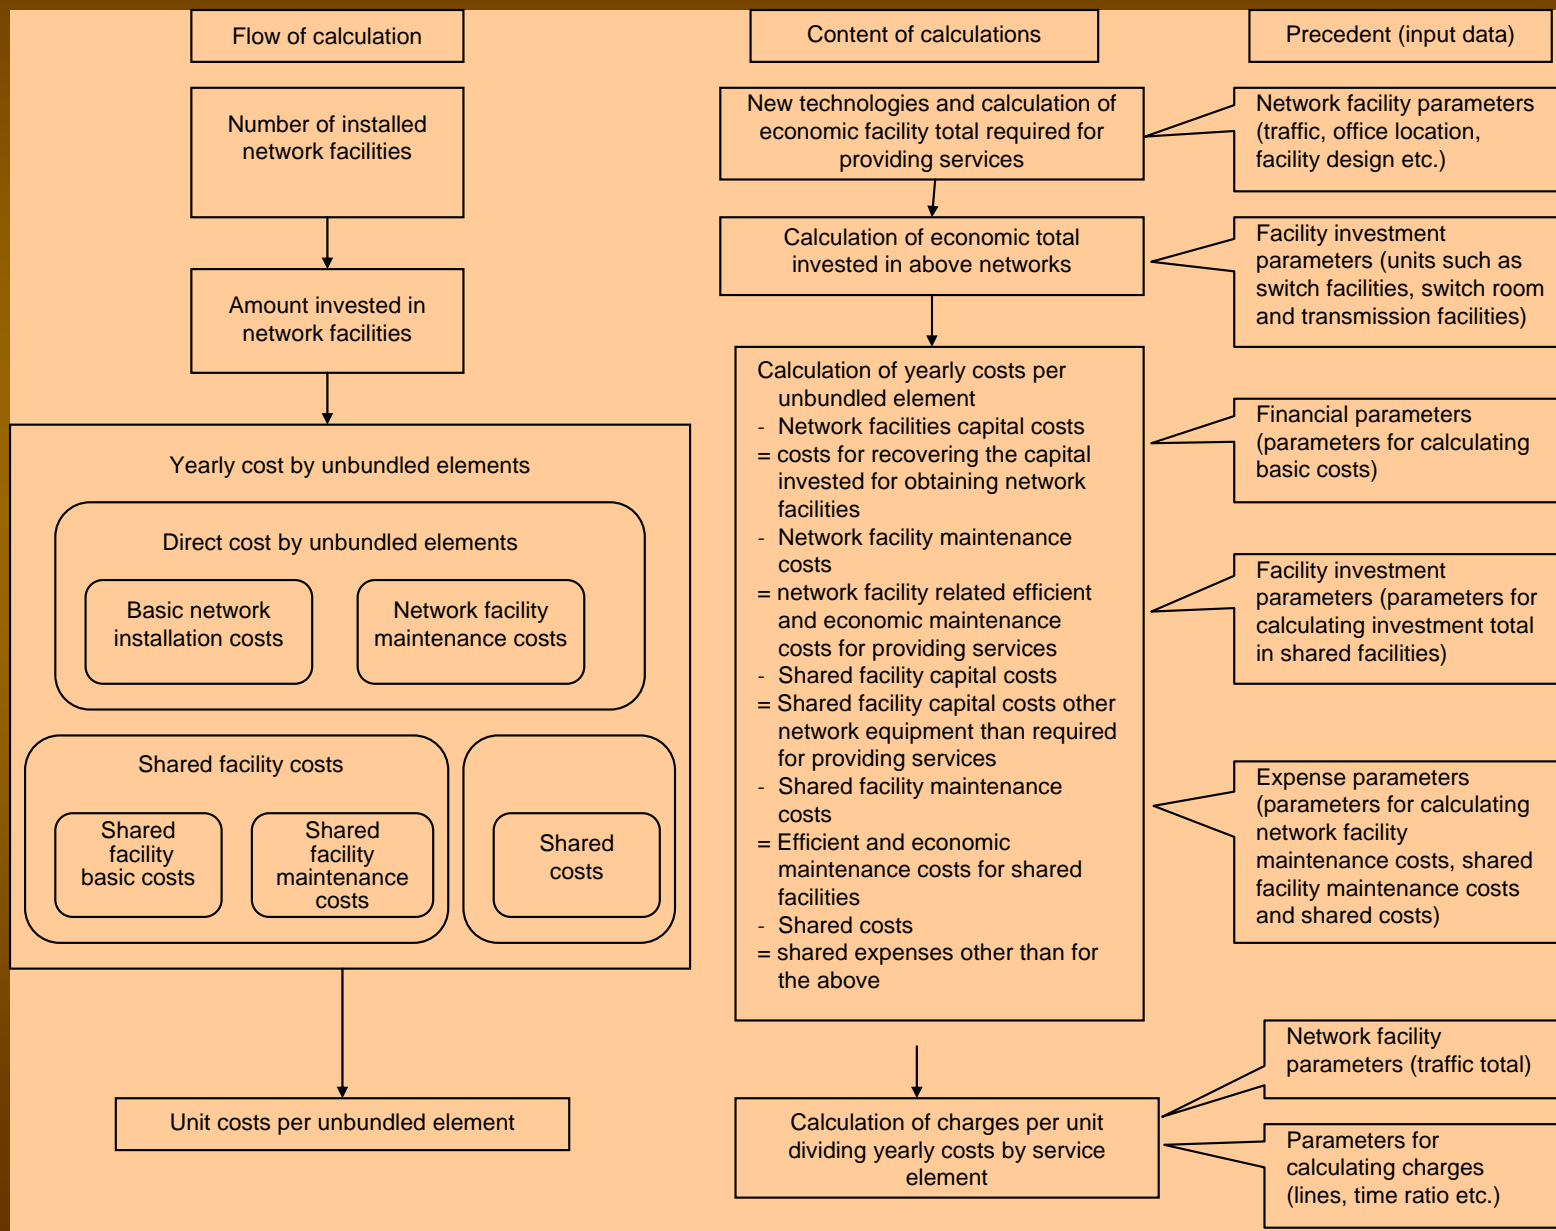 Flow of calculation
Number of installed
network facilities
Amount invested in
network facilities
Yearly cost by unbundled elements
Direct cost by unbundled elements
Basic network
installation costs
Network facility
maintenance costs
Shared facility costs
Shared
facility
basic costs
Shared
facility
maintenance
costs
Shared
costs
Unit costs per unbundled element
Content of calculations
New technologies and calculation of
economic facility total required for
providing services
Calculation of economic total
invested in above networks
Calculation of yearly costs per
unbundled element
- Network facilities capital costs
= costs for recovering the capital
invested for obtaining network
facilities
- Network facility maintenance
costs
= network facility related efficient
and economic maintenance
costs for providing services
- Shared facility capital costs
= Shared facility capital costs other
network equipment than required
for providing services
- Shared facility maintenance
costs
= Efficient and economic
maintenance costs for shared
facilities
- Shared costs
= shared expenses other than for
the above
Calculation of charges per unit
dividing yearly costs by service
element
Precedent (input data)
Network facility parameters
(traffic, office location,
facility design etc.)
Facility investment
parameters (units such as
switch facilities, switch room
and transmission facilities)
Financial parameters
(parameters for calculating
basic costs)
Facility investment
parameters (parameters for
calculating investment total
in shared facilities)
Expense parameters
(parameters for calculating
network facility
maintenance costs, shared
facility maintenance costs
and shared costs)
Network facility
parameters (traffic total)
Parameters for
calculating charges
(lines, time ratio etc.)